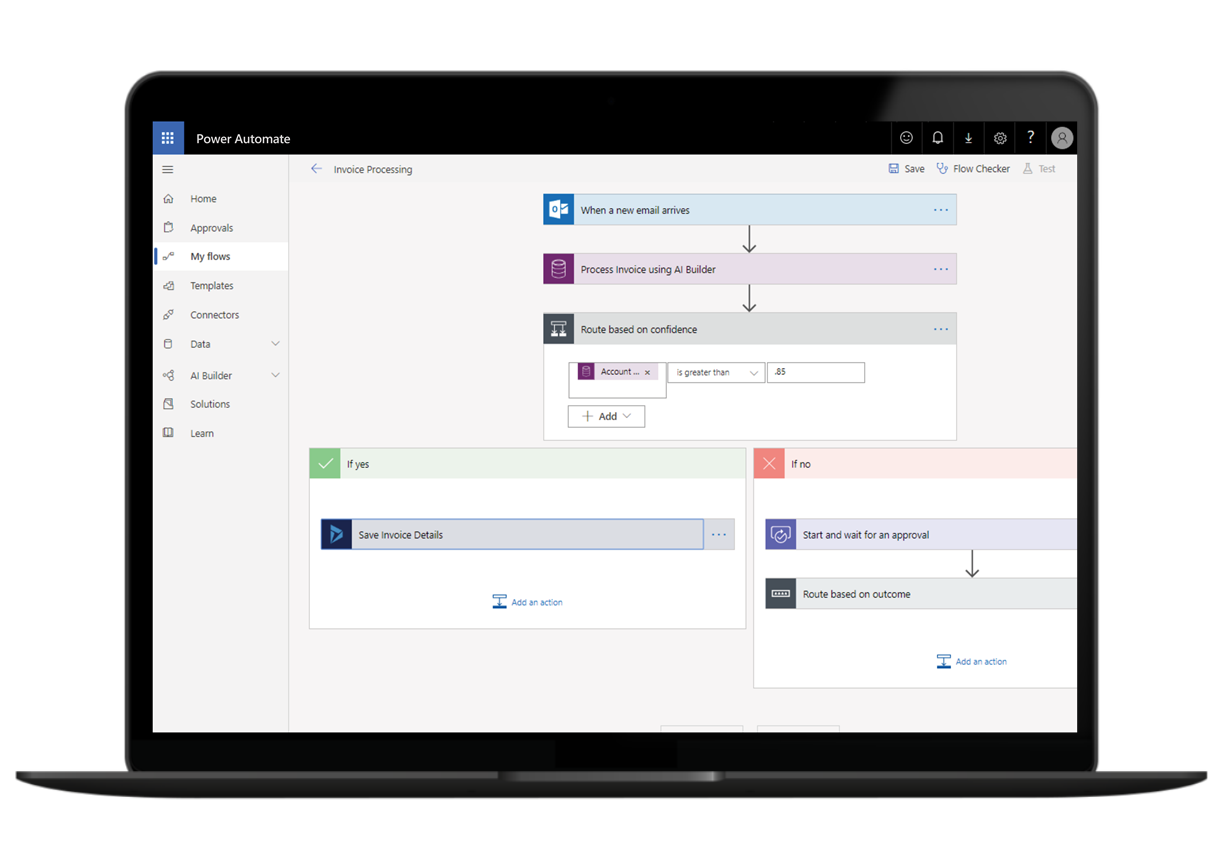 Power Automate
?
Invoice Processing
Save
Flow Checker
Test
Home
Approvals
My flows
Templates
Connectors
Data
AI Builder
Solutions
Learn
When a new email arrives
...
Process Invoice using AI Builder
...
Route based on confidence
...
Account ... x
is greater than
.85
+ Add
If yes
Save Invoice Details
...
Add an action
If no
Start and wait for an approval
Route based on outcome
Add an action